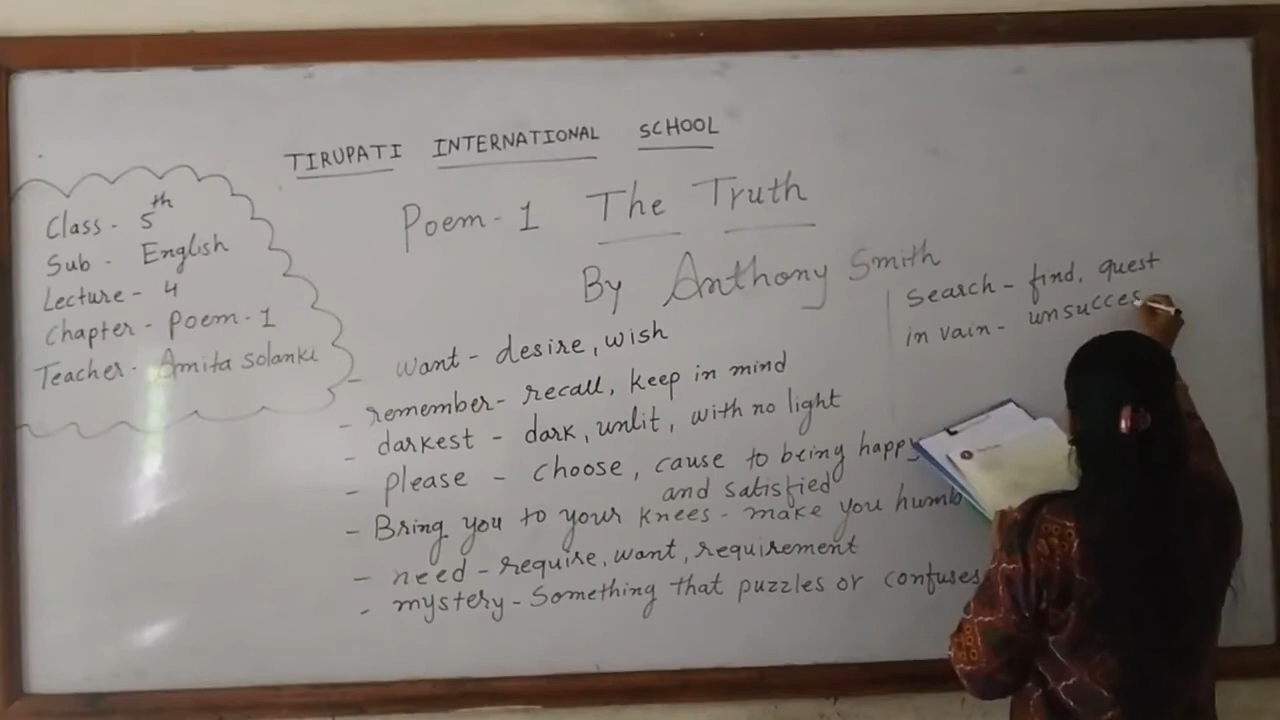 TIRUPATI INTERNATIONAL SCHOOL
Class - 5th
Sub - English
Lecture - 4
Chapter - Poem - 1
Teacher - Amita Solanki
Poem - 1 The Truth
By Anthony Smith
- want - desire, wish
- remember - recall, keep in mind
- darkest - dark, unlit, with no light
- please - choose, cause to being happy
and satisfied
- Bring you to your knees - make you humb
- need - require, want, requirement
- mystery - Something that puzzles or confuses
Search - find, quest
in vain - unsucces